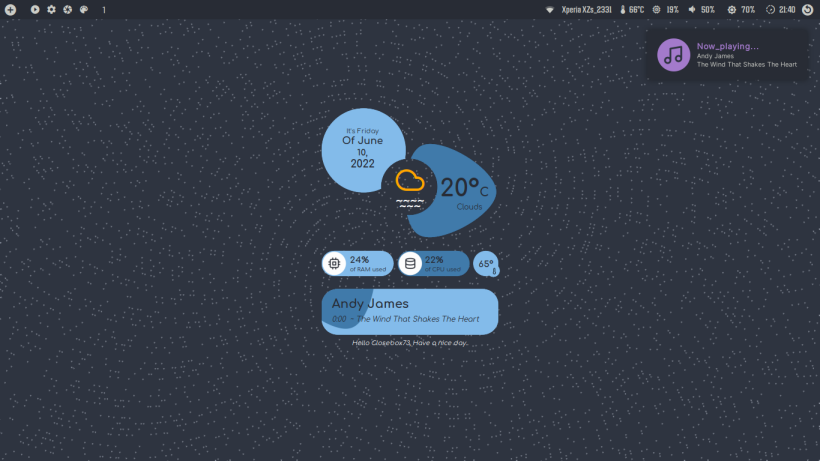 1
Xperia XZs_2331 66°C 19% 50% 70% 21:40
Now_playing...
Andy James
The Wind That Shakes The Heart
It's Friday
Of June
10,
2022
20°C
Clouds
24%
of RAM used
22%
of CPU used
65°
Andy James
0:00 - The Wind That Shakes The Heart
Hello Closebox73, Have a nice day..